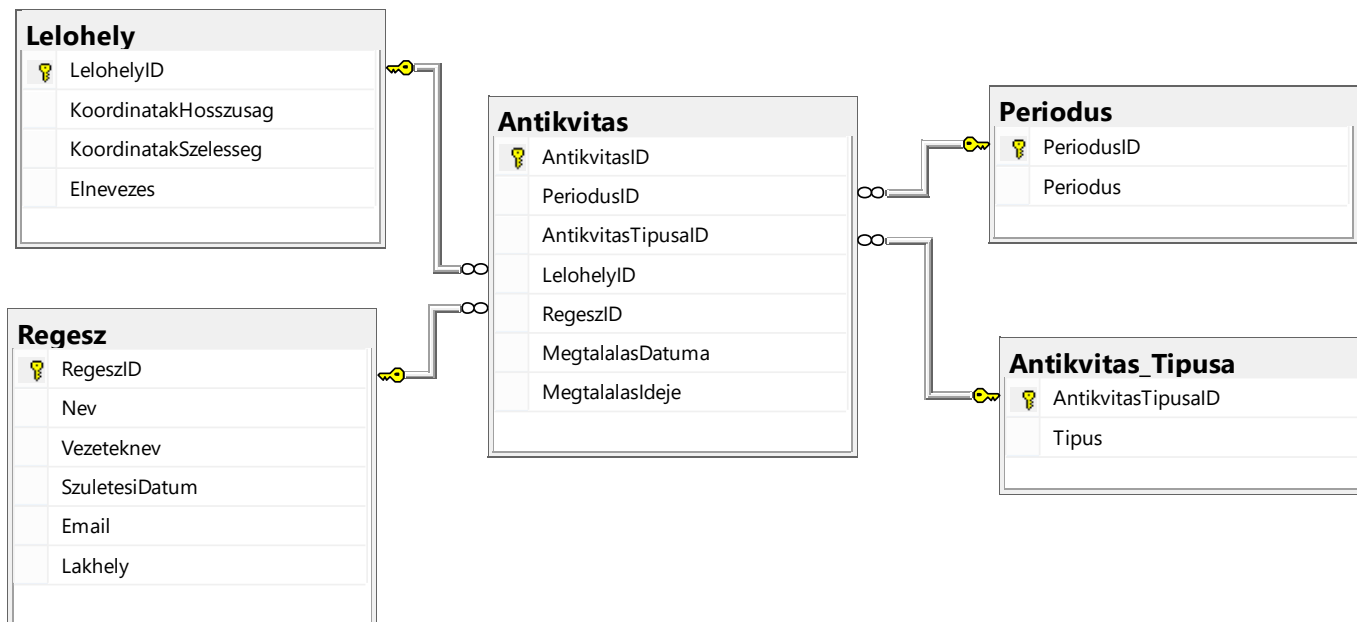 Lelohely
LelohelyID
KoordinatakHosszusag
KoordinatakSzelesseg
Elnevezes
Regesz
RegeszID
Nev
Vezeteknev
SzuletesiDatum
Email
Lakhely
Antikvitas
AntikvitasID
PeriodusID
AntikvitasTipusaID
LelohelyID
RegeszID
MegtalalasDatuma
MegtalalasIdeje
Periodus
PeriodusID
Periodus
Antikvitas_Tipusa
AntikvitasTipusaID
Tipus